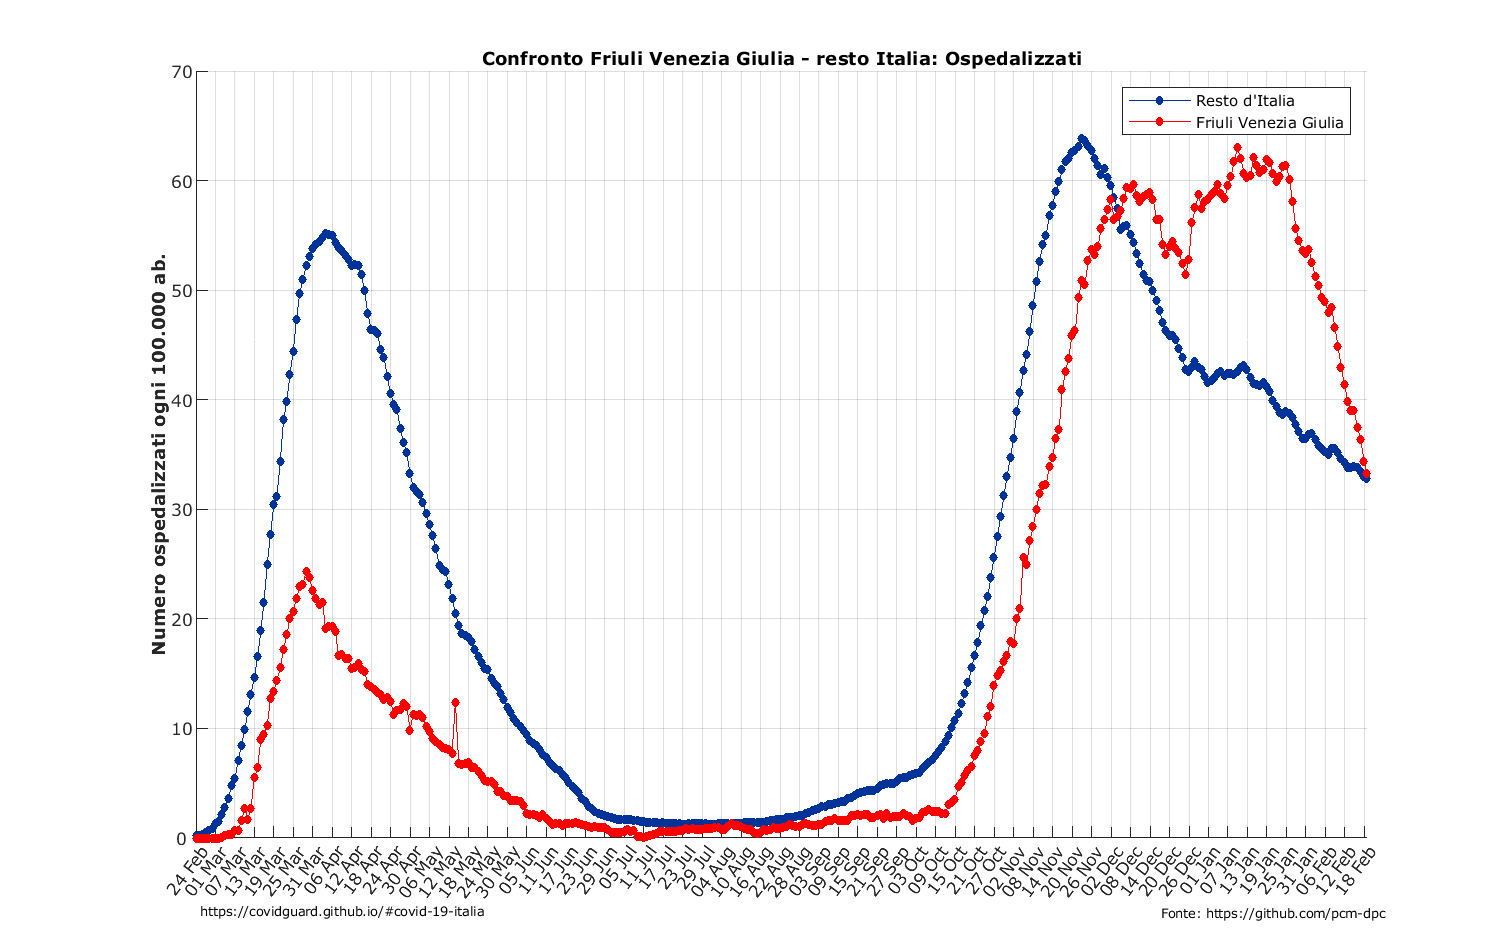 Confronto Friuli Venezia Giulia - resto Italia: Ospedalizzati
Resto d'Italia
Friuli Venezia Giulia
Numero ospedalizzati ogni 100.000 ab.
70
60
50
40
30
20
10
0
24 Feb
01 Mar
07 Mar
13 Mar
19 Mar
25 Mar
31 Mar
06 Apr
12 Apr
18 Apr
24 Apr
30 Apr
06 May
12 May
18 May
24 May
30 May
05 Jun
11 Jun
17 Jun
23 Jun
29 Jun
05 Jul
11 Jul
17 Jul
23 Jul
29 Jul
04 Aug
10 Aug
16 Aug
22 Aug
28 Aug
03 Sep
09 Sep
15 Sep
21 Sep
27 Sep
03 Oct
09 Oct
15 Oct
21 Oct
27 Oct
02 Nov
08 Nov
14 Nov
20 Nov
26 Nov
02 Dec
08 Dec
14 Dec
20 Dec
26 Dec
01 Jan
07 Jan
13 Jan
19 Jan
25 Jan
31 Jan
06 Feb
12 Feb
18 Feb
https://covidguard.github.io/#covid-19-italia
Fonte: https://github.com/pcm-dpc